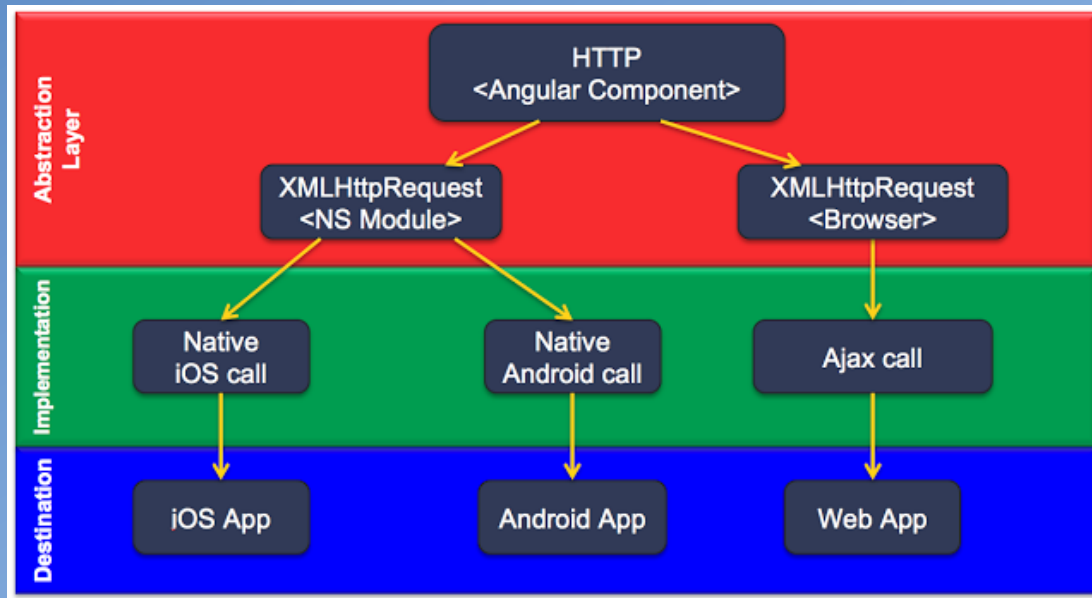 Abstraction
Layer
HTTP
<Angular Component>
XMLHttpRequest
<NS Module>
XMLHttpRequest
<Browser>
Implementation
Native
iOS call
Native
Android call
Ajax call
Destination
iOS App
Android App
Web App